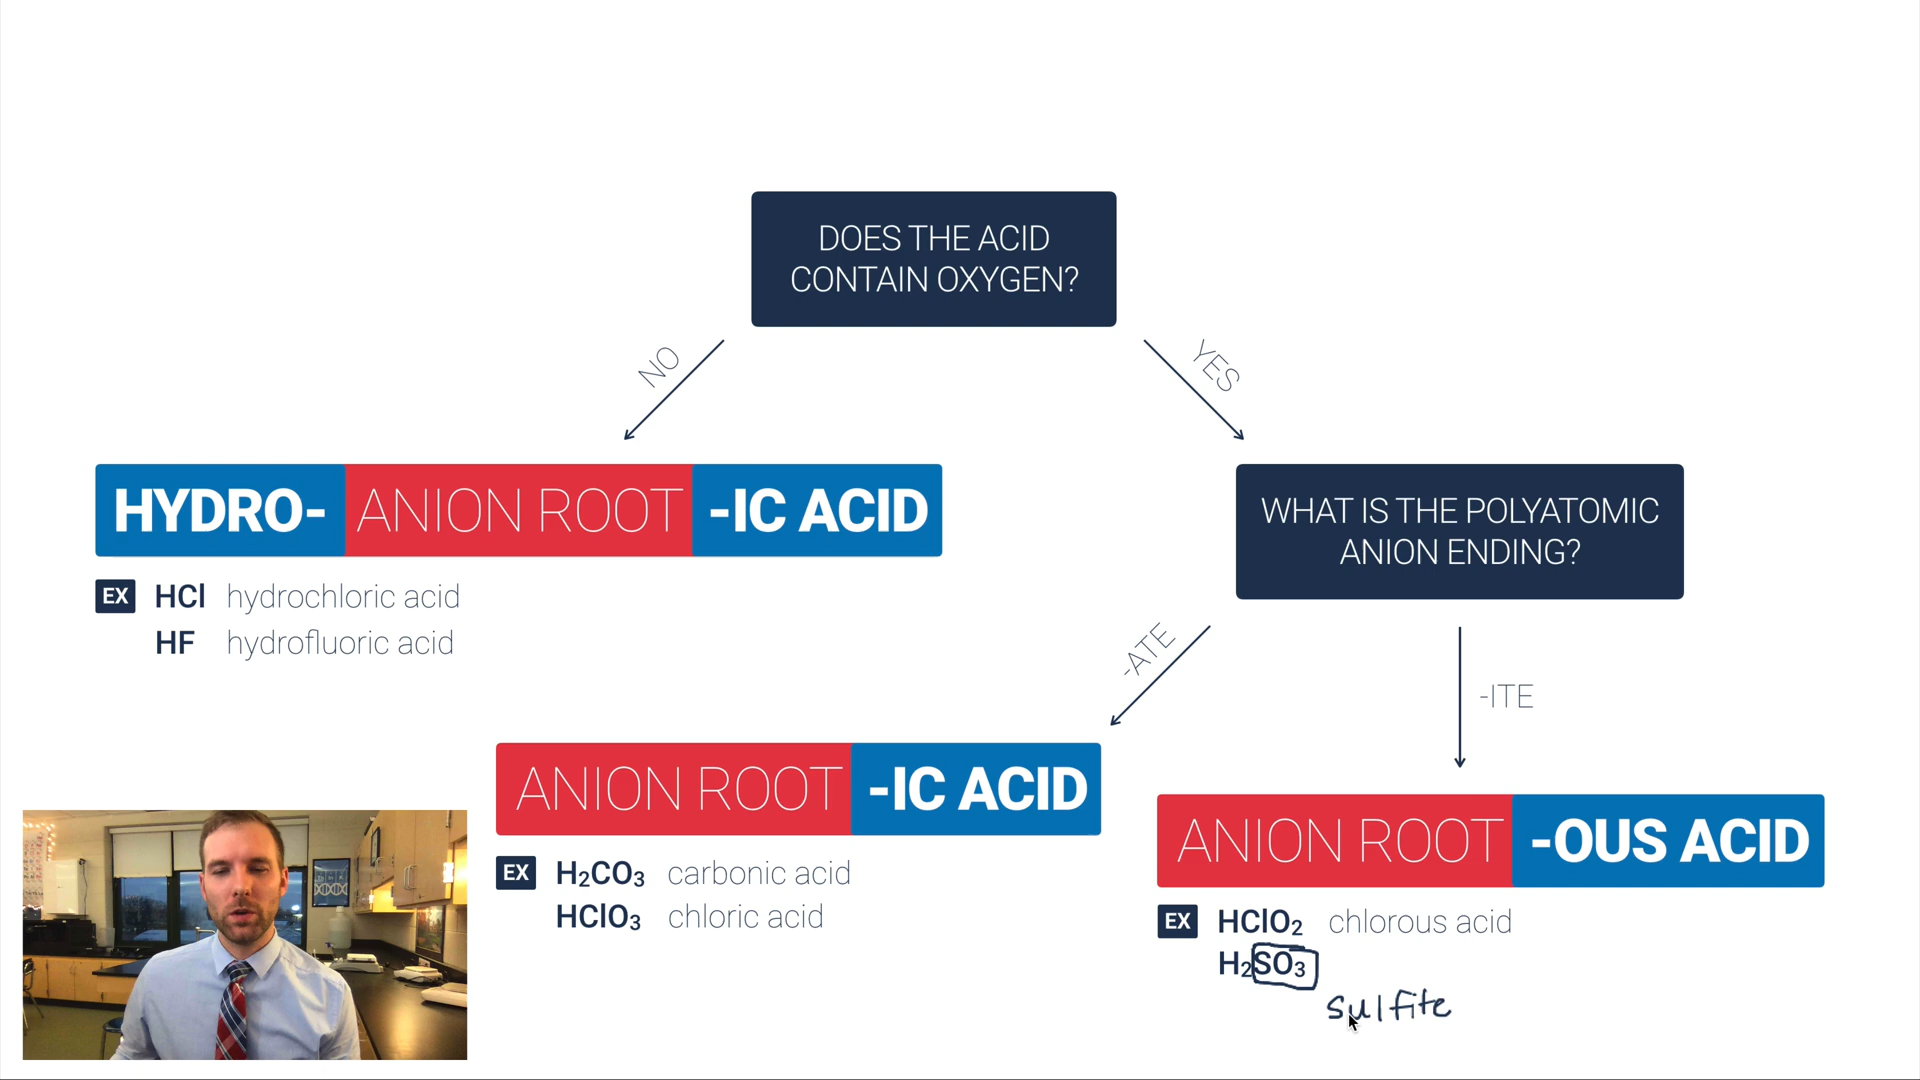 DOES THE ACID
CONTAIN OXYGEN?
NO
YES
HYDRO- ANION ROOT -IC ACID
EX HCl hydrochloric acid
HF hydrofluoric acid
WHAT IS THE POLYATOMIC
ANION ENDING?
-ATE
-ITE
ANION ROOT -IC ACID
EX H₂CO₃ carbonic acid
HClO₃ chloric acid
ANION ROOT -OUS ACID
EX HClO₂ chlorous acid
H₂SO₃
sulfite